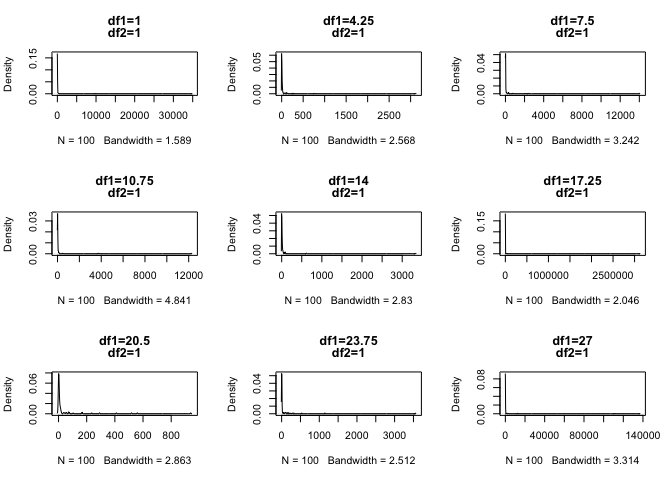 df1=1
df2=1
Density
0.00
0.15
0
10000
20000
30000
N = 100   Bandwidth = 1.589
df1=4.25
df2=1
Density
0.00
0.05
0
500
1500
2500
N = 100   Bandwidth = 2.568
df1=7.5
df2=1
Density
0.00
0.04
0
4000
8000
12000
N = 100   Bandwidth = 3.242
df1=10.75
df2=1
Density
0.00
0.03
0
4000
8000
12000
N = 100   Bandwidth = 4.841
df1=14
df2=1
Density
0.00
0.04
0
1000
2000
3000
N = 100   Bandwidth = 2.83
df1=17.25
df2=1
Density
0.00
0.15
0
1000000
2500000
N = 100   Bandwidth = 2.046
df1=20.5
df2=1
Density
0.00
0.06
0
200
400
600
800
N = 100   Bandwidth = 2.863
df1=23.75
df2=1
Density
0.00
0.04
0
1000
2000
3000
N = 100   Bandwidth = 2.512
df1=27
df2=1
Density
0.00
0.08
0
40000
80000
140000
N = 100   Bandwidth = 3.314